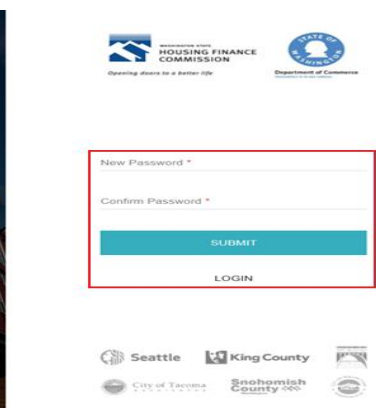 WASHINGTON STATE
HOUSING FINANCE
COMMISSION
Opening doors to a better life
STATE OF
WASHINGTON
Department of Commerce
New Password *
Confirm Password *
SUBMIT
LOGIN
Seattle
King County
City of Tacoma
Snohomish
County